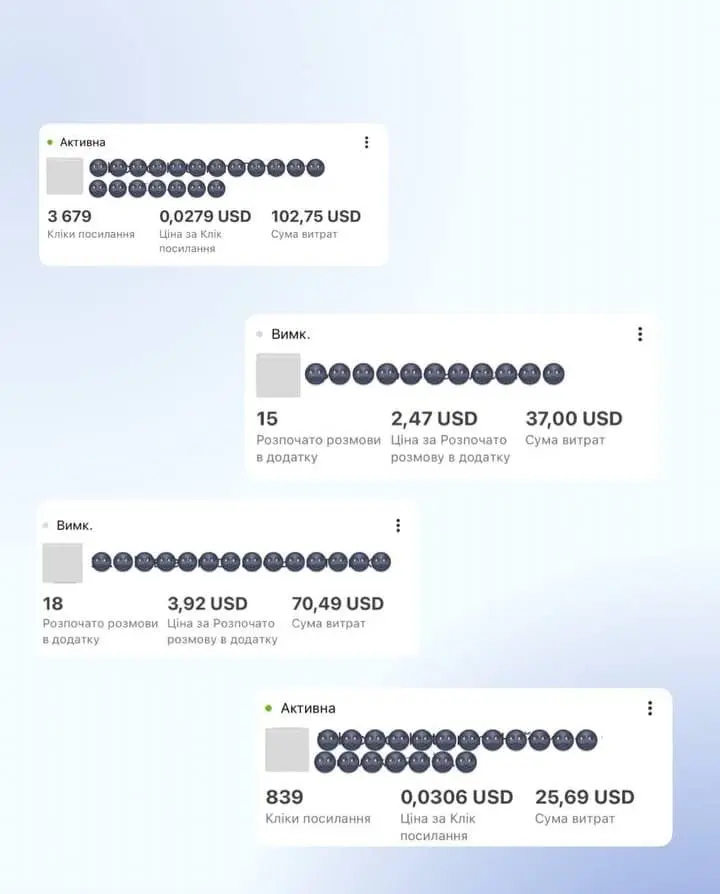 Активна
3 679 0,0279 USD 102,75 USD
Кліки посилання Ціна за Клік Сума витрат
посилання
Вимк.
15 2,47 USD 37,00 USD
Розпочато розмови Ціна за Розпочато Сума витрат
в додатку розмову в додатку
Вимк.
18 3,92 USD 70,49 USD
Розпочато розмови Ціна за Розпочато Сума витрат
в додатку розмову в додатку
Активна
839 0,0306 USD 25,69 USD
Кліки посилання Ціна за Клік Сума витрат
посилання